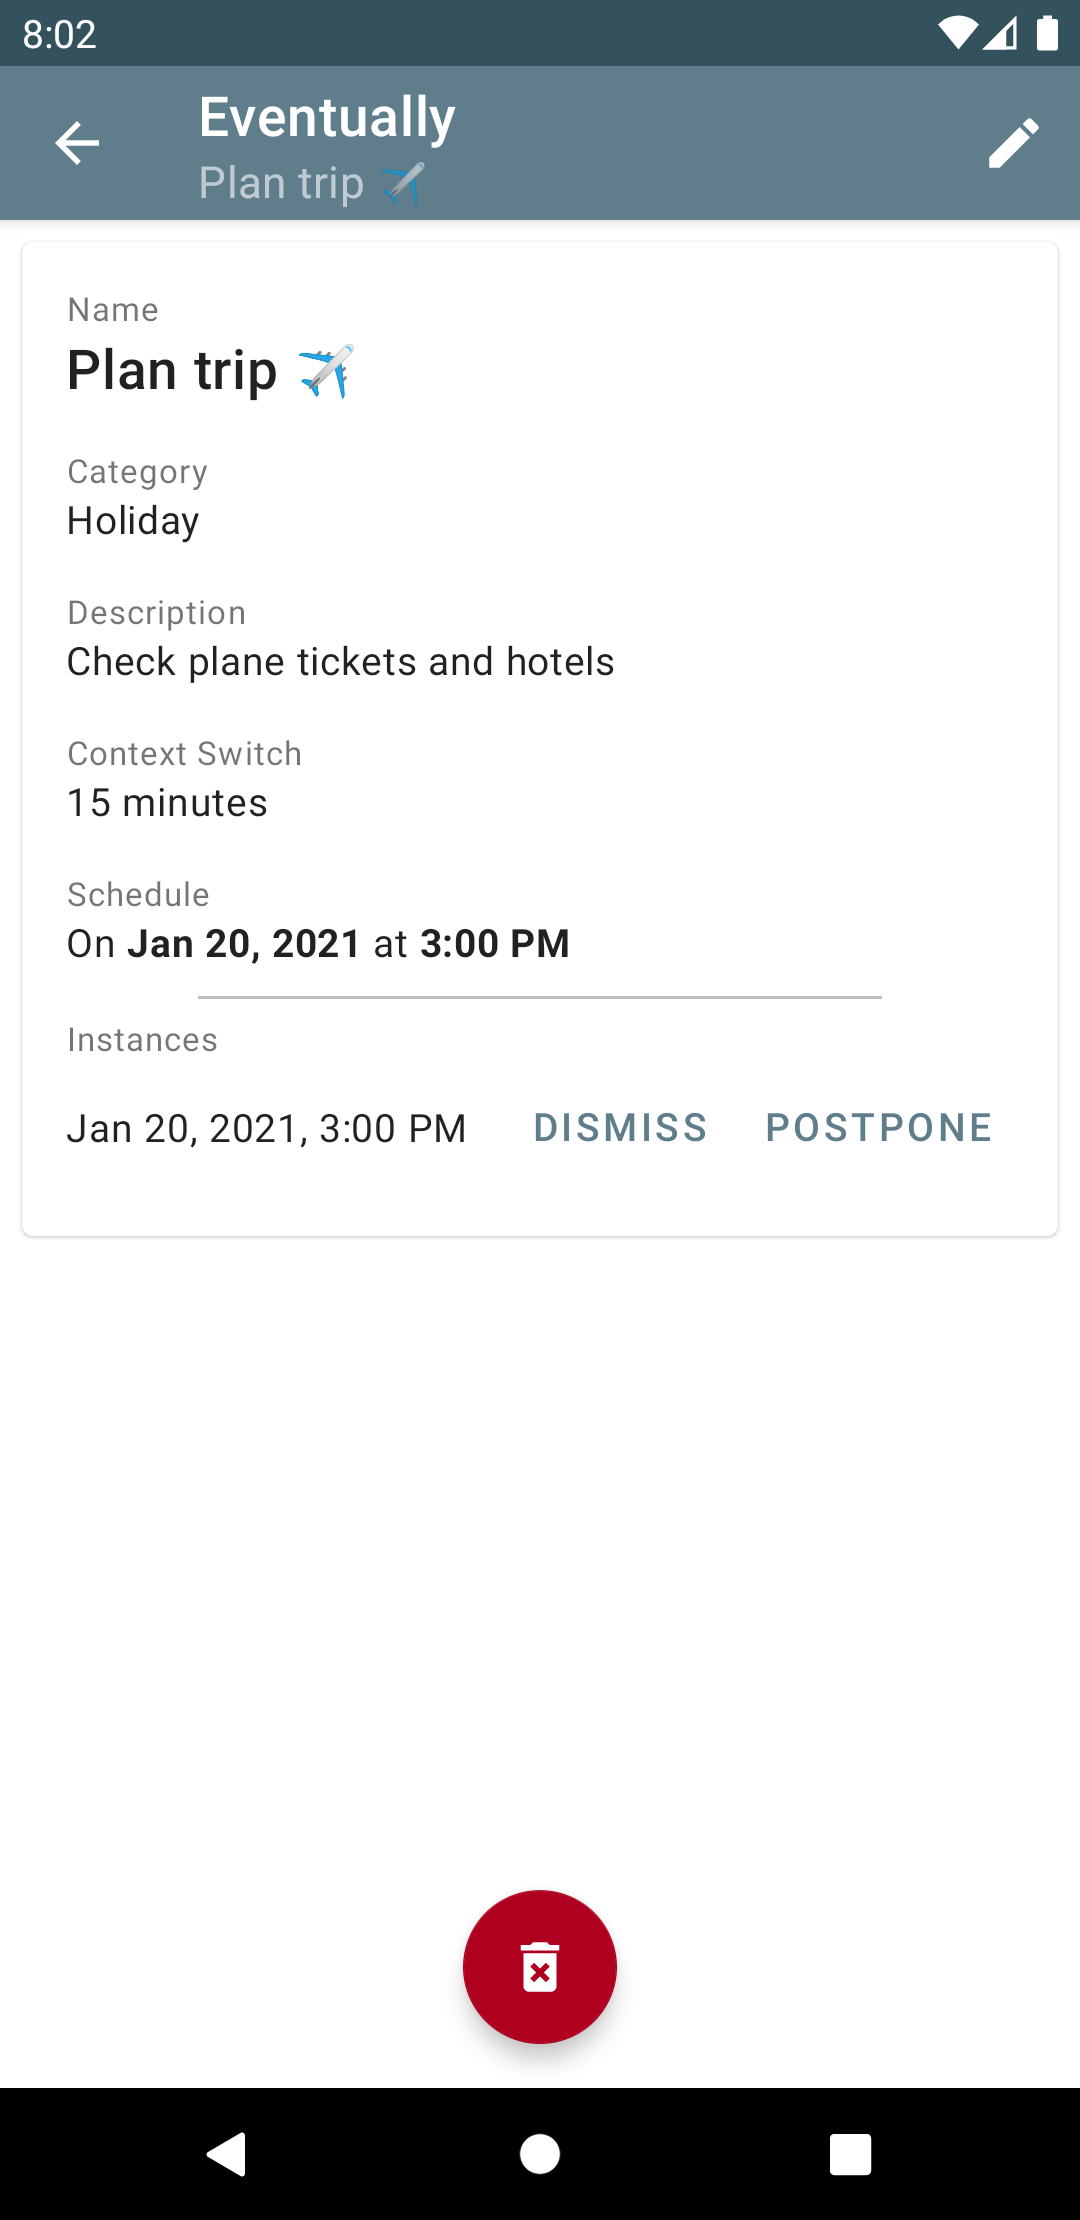 8:02
Eventually
Plan trip ✈️
Name
Plan trip ✈️
Category
Holiday
Description
Check plane tickets and hotels
Context Switch
15 minutes
Schedule
On Jan 20, 2021 at 3:00 PM
Instances
Jan 20, 2021, 3:00 PM DISMISS POSTPONE